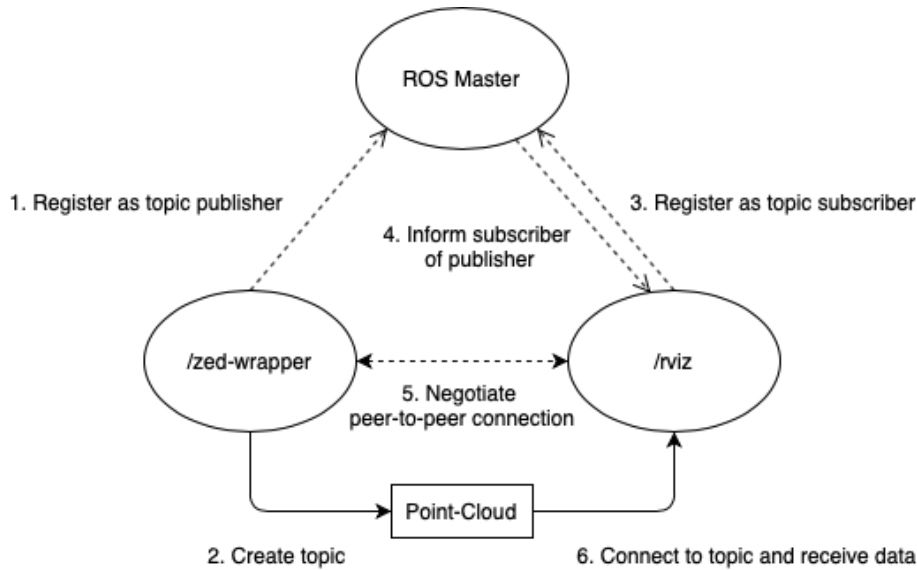 ROS Master
1. Register as topic publisher
3. Register as topic subscriber
4. Inform subscriber
of publisher
/zed-wrapper
/rviz
5. Negotiate
peer-to-peer connection
Point-Cloud
2. Create topic
6. Connect to topic and receive data